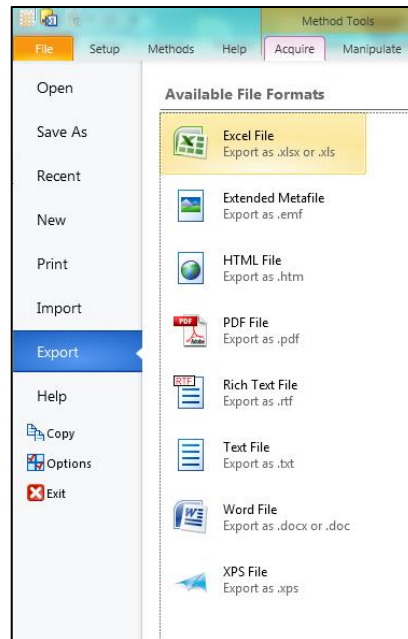 Method Tools
File Setup Methods Help Acquire Manipulate
Open
Save As
Recent
New
Print
Import
Export
Help
Copy
Options
Exit
Available File Formats
Excel File
Export as .xlsx or .xls
Extended Metafile
Export as .emf
HTML File
Export as .htm
PDF
Adobe
PDF File
Export as .pdf
RTF
Rich Text File
Export as .rtf
Text File
Export as .txt
W
Word File
Export as .docx or .doc
XPS File
Export as .xps